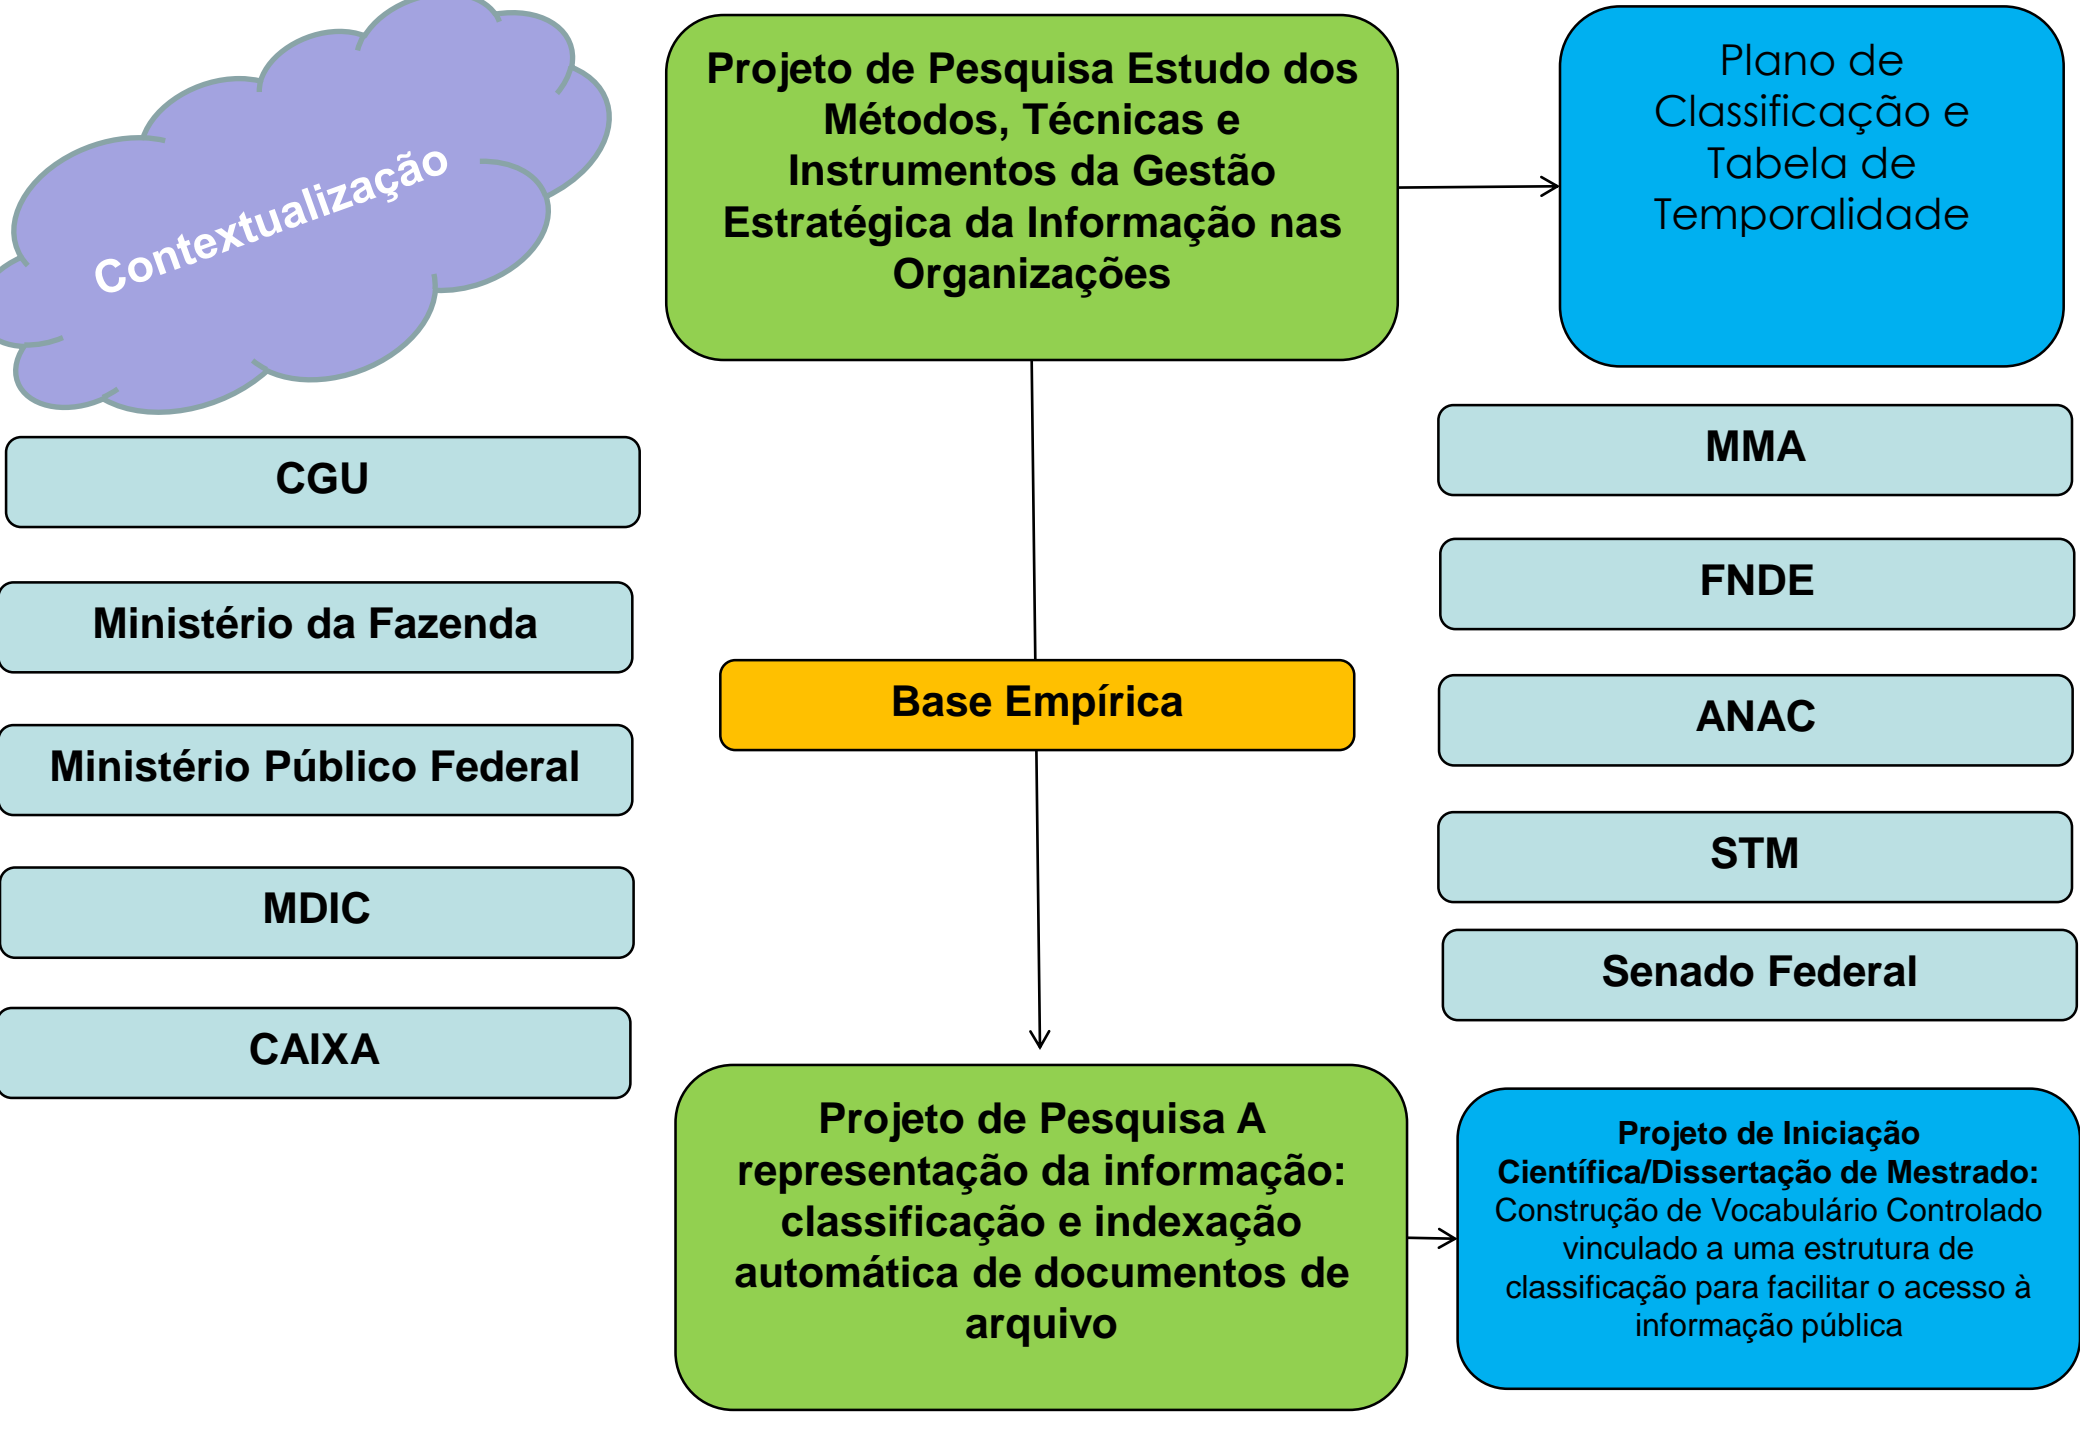 Contextualização
Projeto de Pesquisa Estudo dos
Métodos, Técnicas e
Instrumentos da Gestão
Estratégica da Informação nas
Organizações
Plano de
Classificação e
Tabela de
Temporalidade
CGU
Ministério da Fazenda
Ministério Público Federal
MDIC
CAIXA
Base Empírica
MMA
FNDE
ANAC
STM
Senado Federal
Projeto de Pesquisa A
representação da informação:
classificação e indexação
automática de documentos de
arquivo
Projeto de Iniciação
Científica/Dissertação de Mestrado:
Construção de Vocabulário Controlado
vinculado a uma estrutura de
classificação para facilitar o acesso à
informação pública